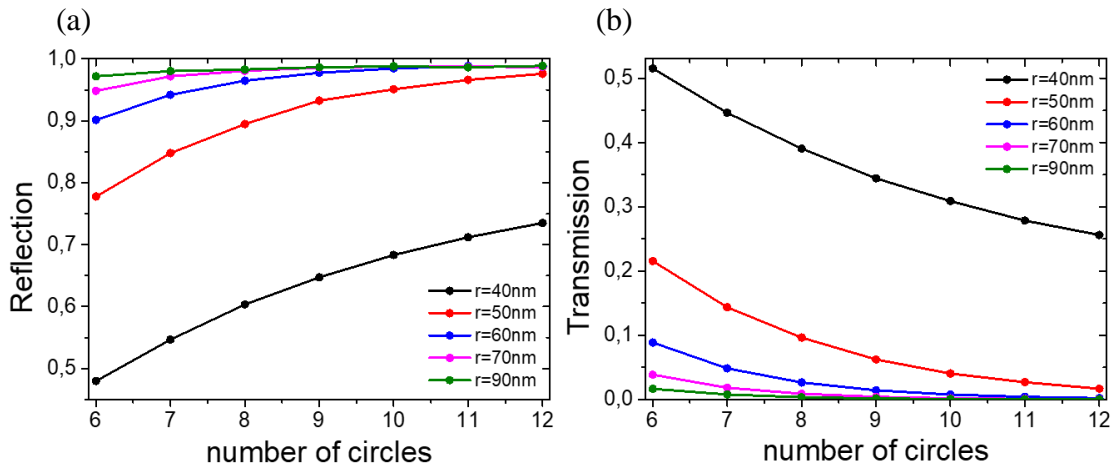 (a)
1,0
0,9
0,8
0,7
0,6
0,5
Reflection
6 7 8 9 10 11 12
number of circles
r=40nm
r=50nm
r=60nm
r=70nm
r=90nm
(b)
0,5
0,4
0,3
0,2
0,1
0,0
Transmission
6 7 8 9 10 11 12
number of circles
r=40nm
r=50nm
r=60nm
r=70nm
r=90nm